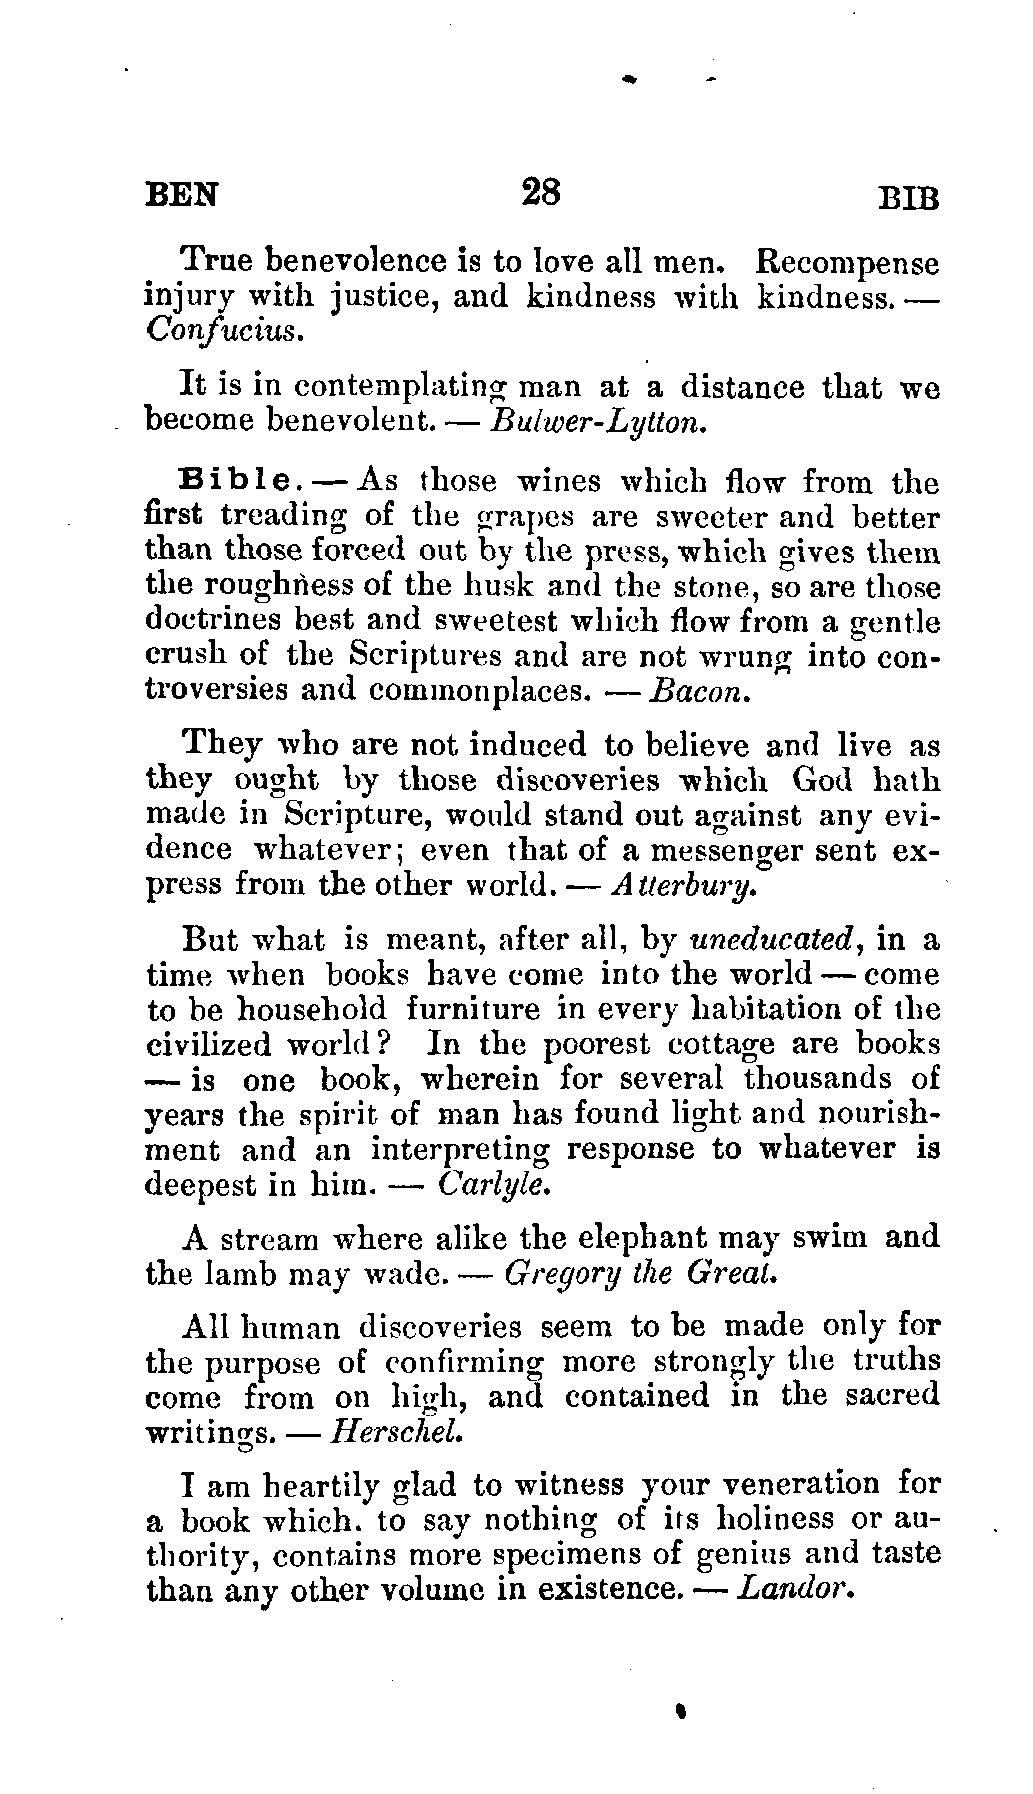 BEN 28 BIB
True benevolence is to love all men. Recompense
injury with justice, and kindness with kindness. —
Confucius.
It is in contemplating man at a distance that we
become benevolent. — Bulwer-Lytton.
Bible. — As those wines which flow from the
first treading of the grapes are sweeter and better
than those forced out by the press, which gives them
the roughness of the husk and the stone, so are those
doctrines best and sweetest which flow from a gentle
crush of the Scriptures and are not wrung into con-
troversies and commonplaces. — Bacon.
They who are not induced to believe and live as
they ought by those discoveries which God hath
made in Scripture, would stand out against any evi-
dence whatever; even that of a messenger sent ex-
press from the other world. — Atterbury.
But what is meant, after all, by uneducated, in a
time when books have come into the world — come
to be household furniture in every habitation of the
civilized world? In the poorest cottage are books
— is one book, wherein for several thousands of
years the spirit of man has found light and nourish-
ment and an interpreting response to whatever is
deepest in him. — Carlyle.
A stream where alike the elephant may swim and
the lamb may wade. — Gregory the Great.
All human discoveries seem to be made only for
the purpose of confirming more strongly the truths
come from on high, and contained in the sacred
writings. — Herschel.
I am heartily glad to witness your veneration for
a book which. to say nothing of its holiness or au-
thority, contains more specimens of genius and taste
than any other volume in existence. — Landor.